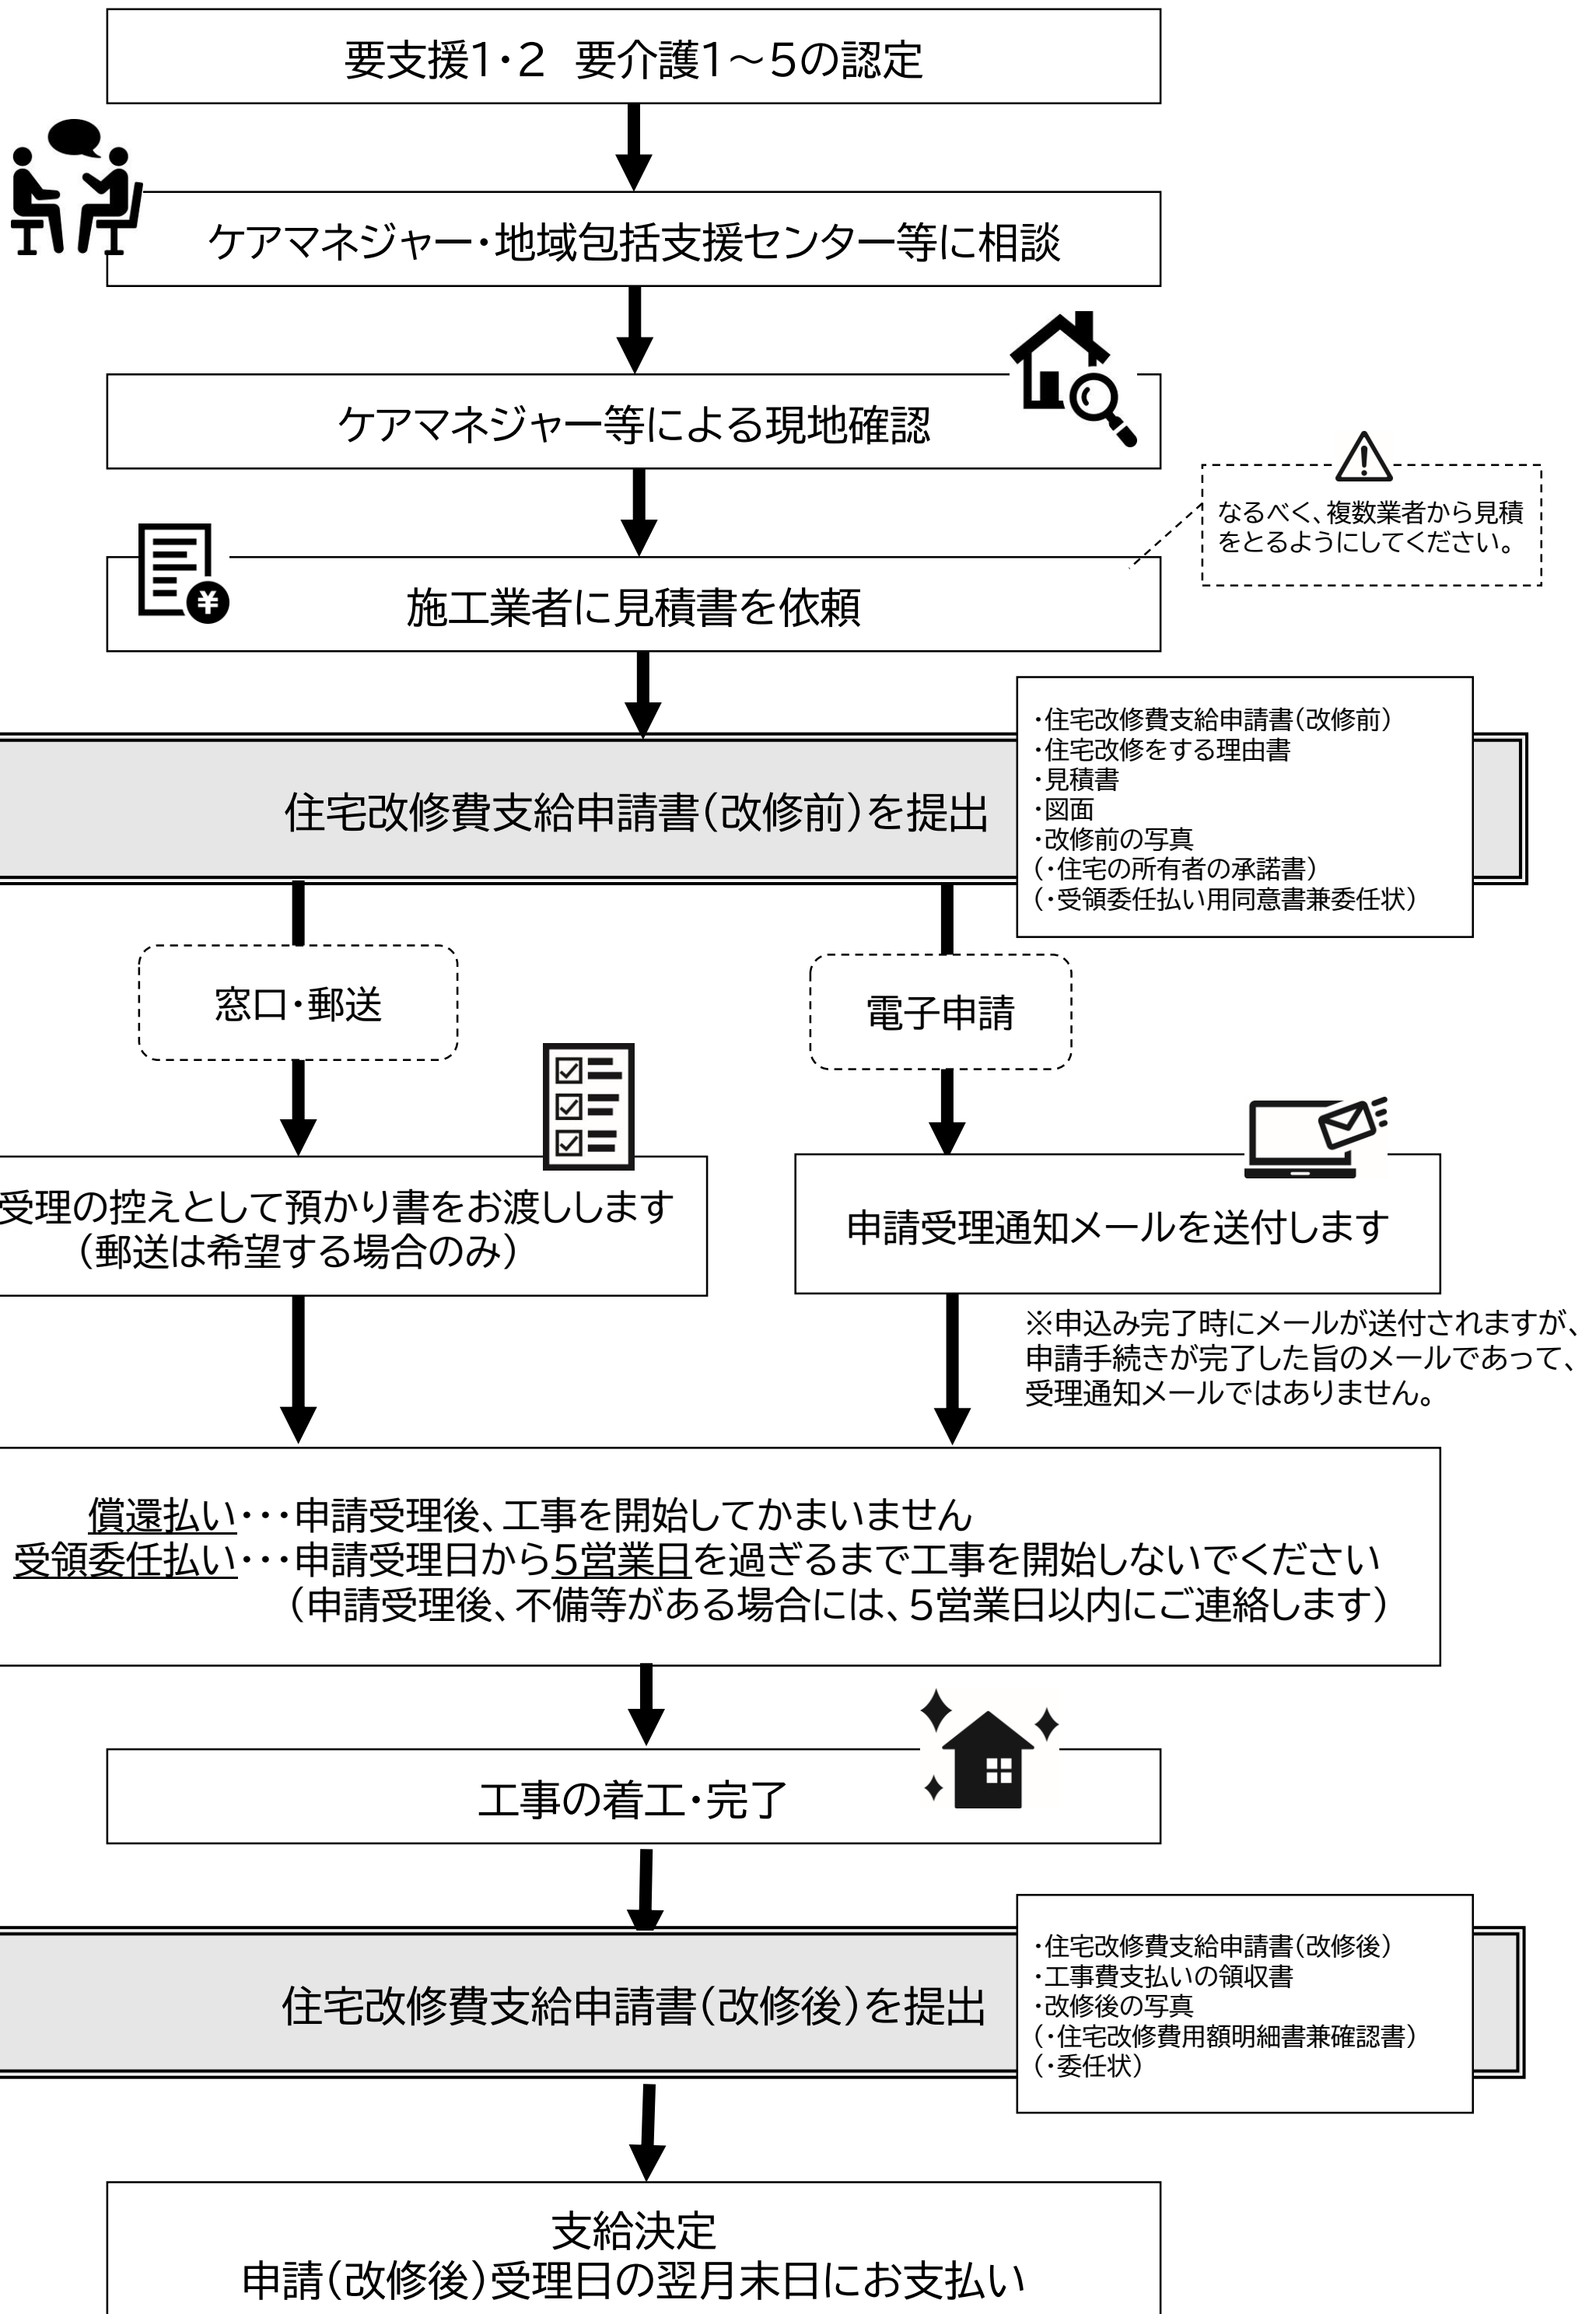 要支援１・２　要介護１～５の認定
ケアマネジャー・地域包括支援センター等に相談
ケアマネジャー等による現地確認
なるべく、複数業者から見積
をとるようにしてください。
¥
施工業者に見積書を依頼
住宅改修費支給申請書（改修前）を提出
・住宅改修費支給申請書（改修前）
・住宅改修をする理由書
・見積書
・図面
・改修前の写真
（・住宅の所有者の承諾書）
（・受領委任払い用同意書兼委任状）
窓口・郵送
電子申請
受理の控えとして預かり書をお渡しします
（郵送は希望する場合のみ）
申請受理通知メールを送付します
※申込み完了時にメールが送付されますが、
申請手続きが完了した旨のメールであって、
受理通知メールではありません。
償還払い・・・申請受理後、工事を開始してかまいません
受領委任払い・・・申請受理日から５営業日を過ぎるまで工事を開始しないでください
（申請受理後、不備等がある場合には、５営業日以内にご連絡します）
工事の着工・完了
住宅改修費支給申請書（改修後）を提出
・住宅改修費支給申請書（改修後）
・工事費支払いの領収書
・改修後の写真
（・住宅改修費用額明細書兼確認書）
（・委任状）
支給決定
申請（改修後）受理日の翌月末日にお支払い